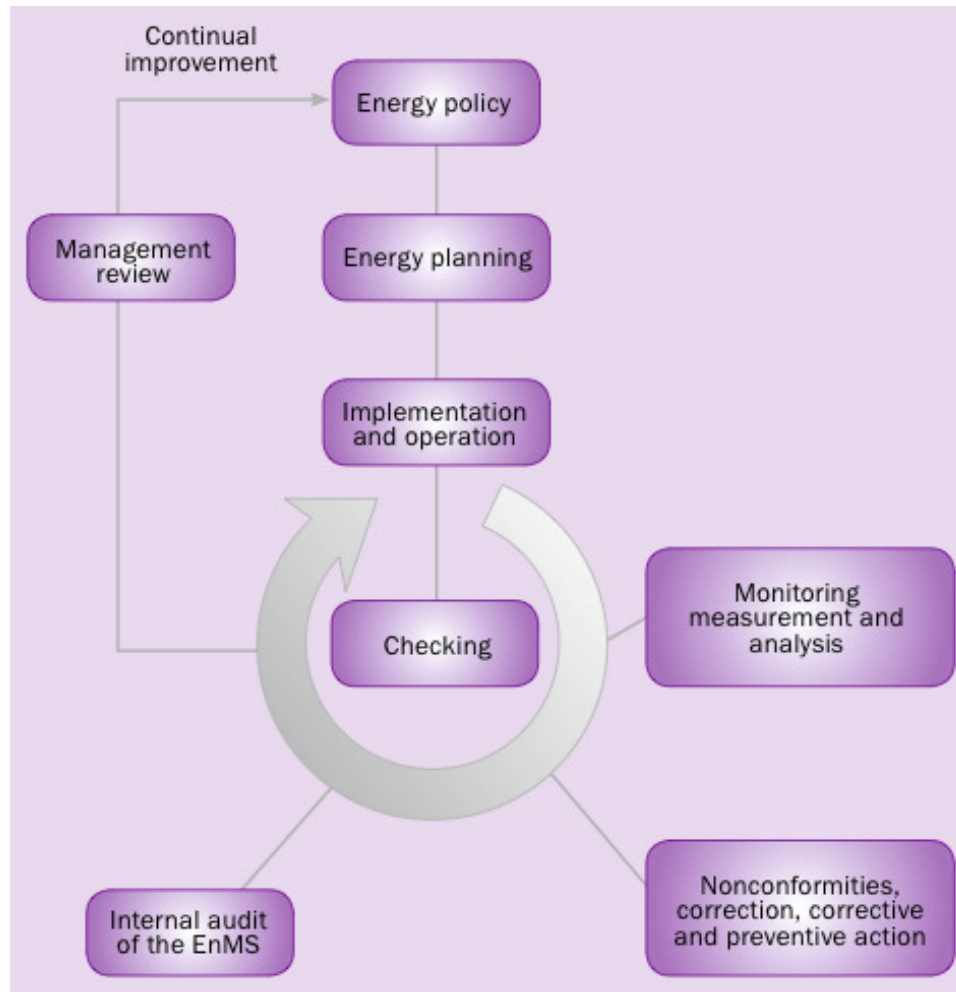 Continual
improvement
Energy policy
Management
review
Energy planning
Implementation
and operation
Checking
Monitoring
measurement and
analysis
Internal audit
of the EnMS
Nonconformities,
correction, corrective
and preventive action